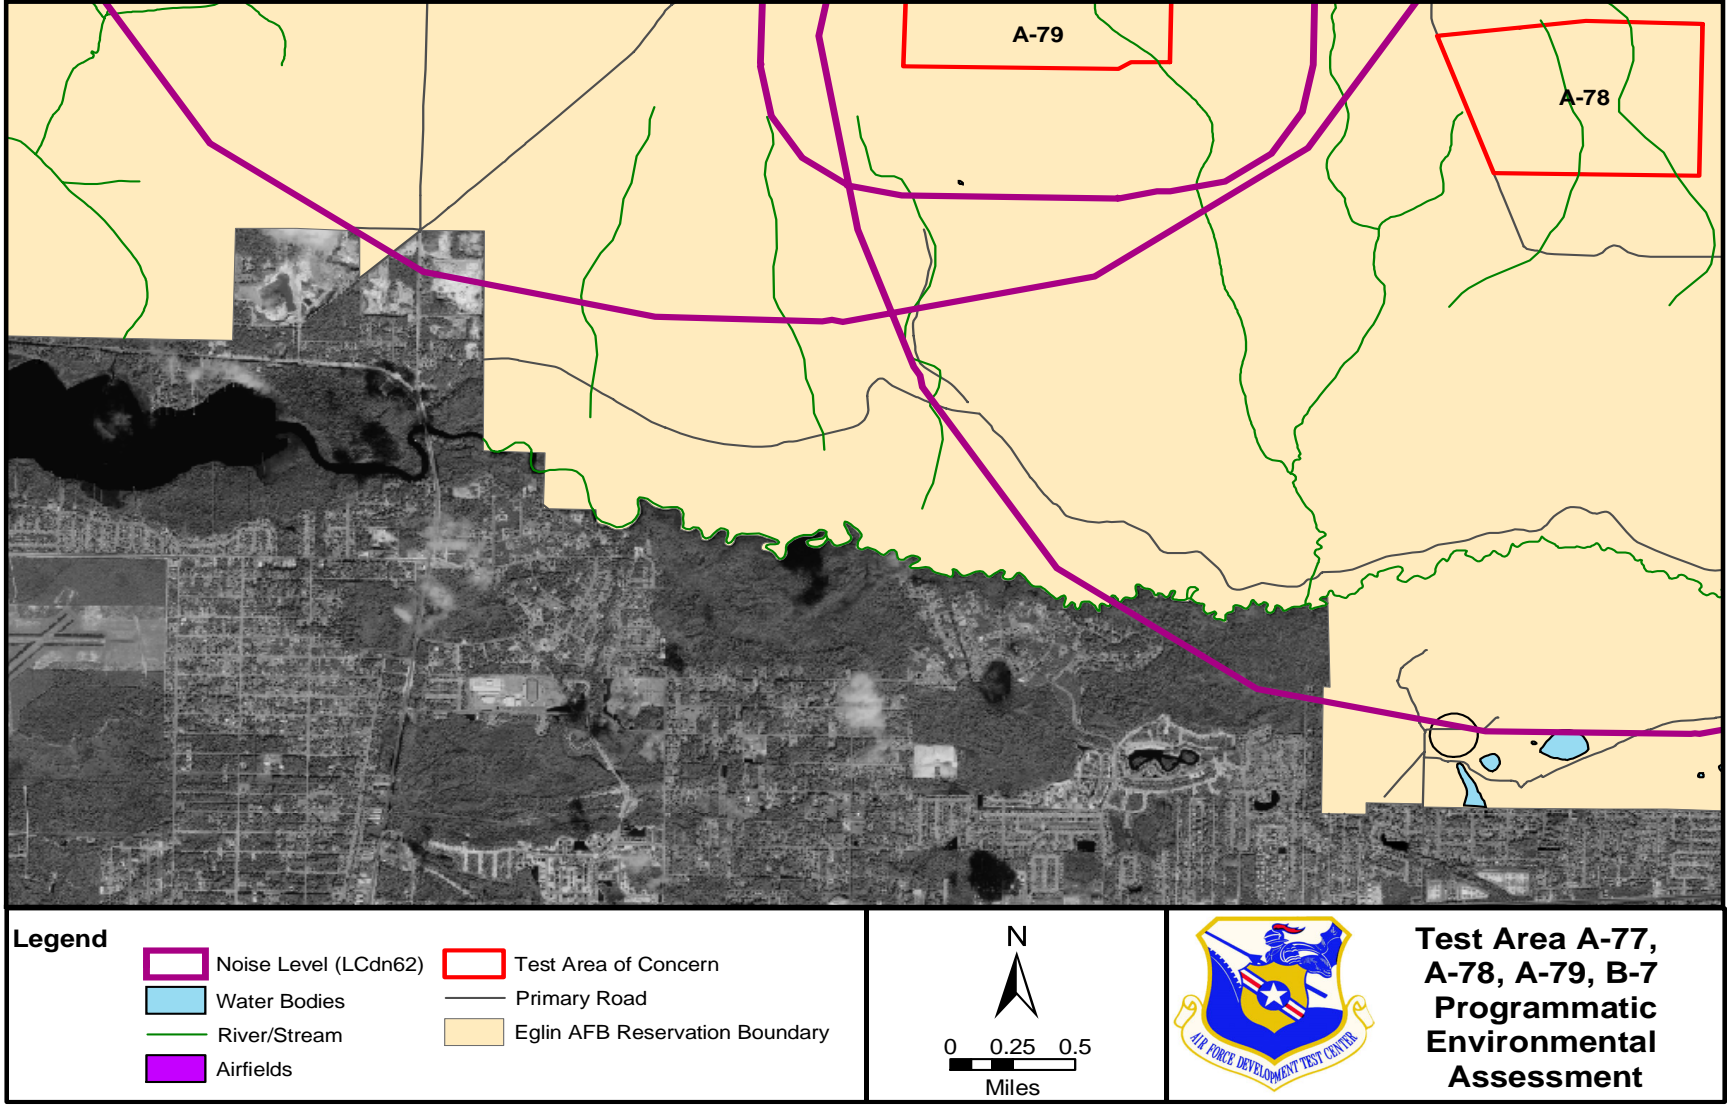 A-79
A-78
Legend
Noise Level (LCdn62)
Water Bodies
River/Stream
Airfields
Test Area of Concern
Primary Road
Eglin AFB Reservation Boundary
N
0 0.25 0.5
Miles
AIR FORCE DEVELOPMENT TEST CENTER
Test Area A-77,
A-78, A-79, B-7
Programmatic
Environmental
Assessment